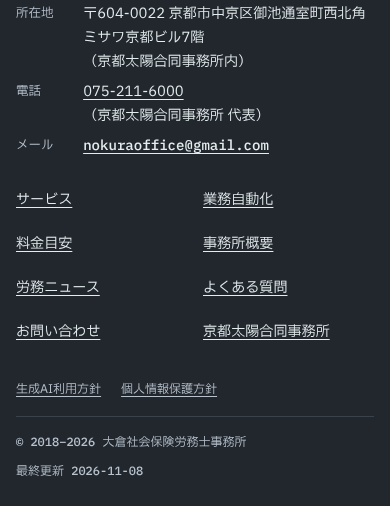 所在地 〒604-0022 京都市中京区御池通室町西北角
ミサワ京都ビル7階
（京都太陽合同事務所内）
電話 075-211-6000
（京都太陽合同事務所 代表）
メール nokuraoffice@gmail.com
サービス 業務自動化
料金目安 事務所概要
労務ニュース よくある質問
お問い合わせ 京都太陽合同事務所
生成AI利用方針 個人情報保護方針
© 2018–2026 大倉社会保険労務士事務所
最終更新 2026-11-08